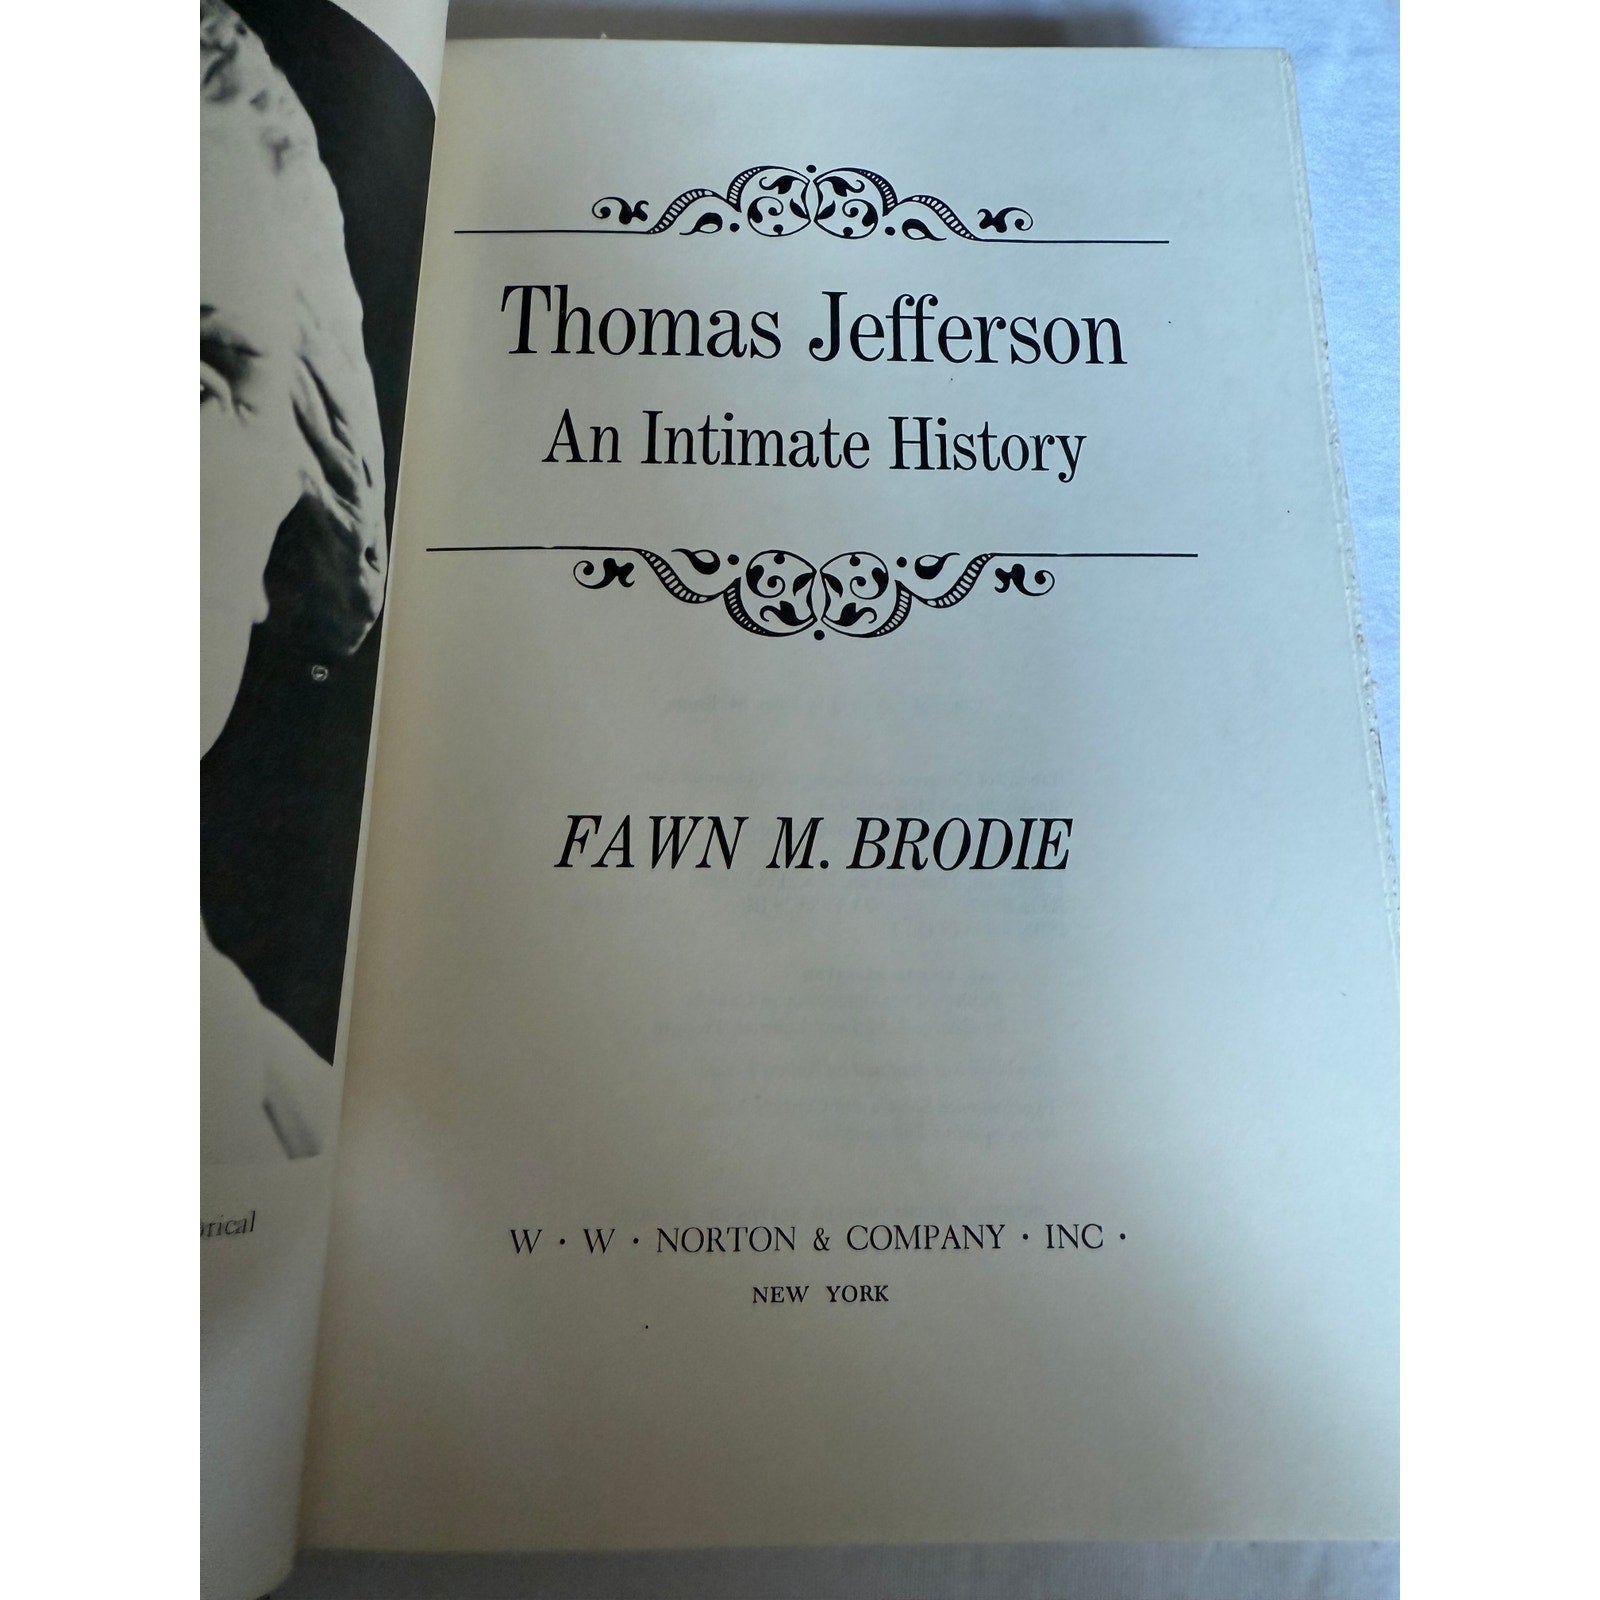 Thomas Jefferson
An Intimate History
FAWN M. BRODIE
W · W · NORTON & COMPANY · INC ·
NEW YORK